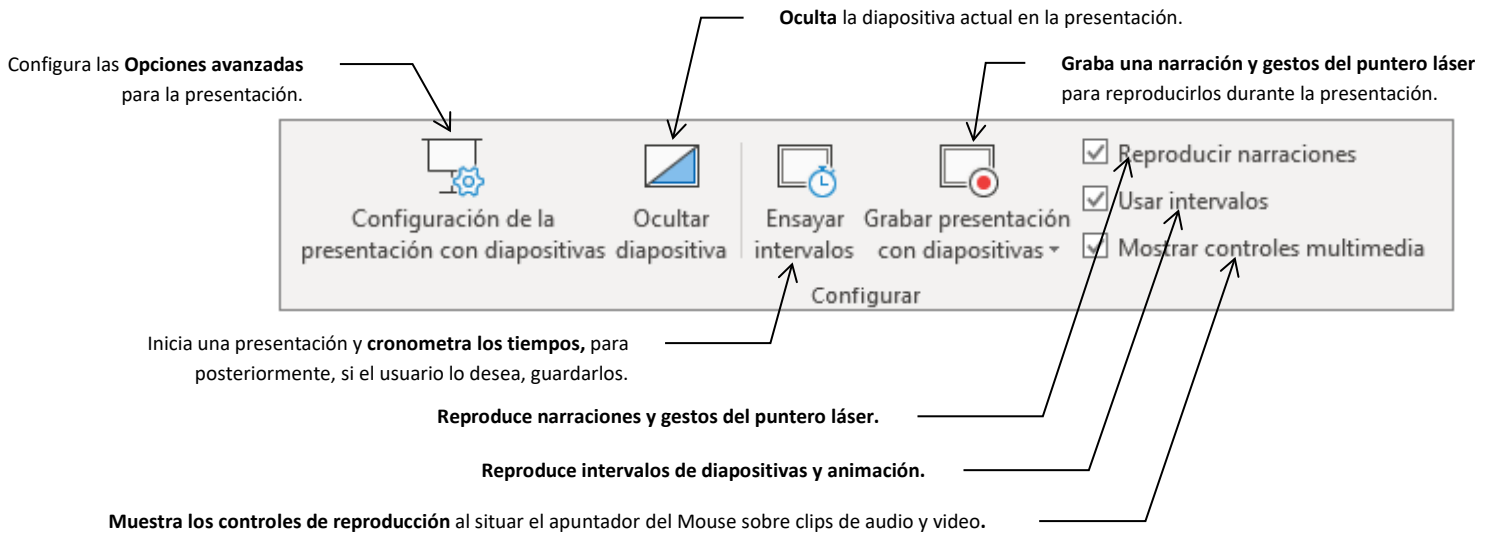 Oculta la diapositiva actual en la presentación.
Configura las Opciones avanzadas
para la presentación.
Graba una narración y gestos del puntero láser
para reproducirlos durante la presentación.
Configuración de la
presentación con diapositivas
Ocultar
diapositiva
Ensayar
intervalos
Grabar presentación
con diapositivas
Reproducir narraciones
Usar intervalos
Mostrar controles multimedia
Configurar
Inicia una presentación y cronometra los tiempos, para
posteriormente, si el usuario lo desea, guardarlos.
Reproduce narraciones y gestos del puntero láser.
Reproduce intervalos de diapositivas y animación.
Muestra los controles de reproducción al situar el apuntador del Mouse sobre clips de audio y video.